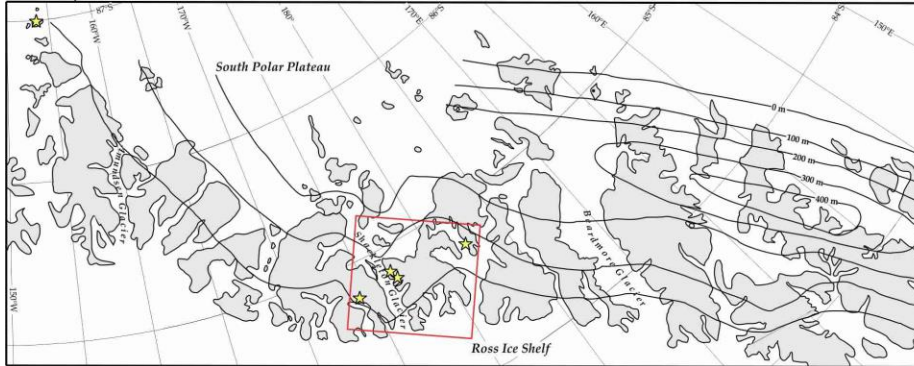 87°S
160°W
170°W
180°
170°E
86°S
160°E
85°S
84°S
150°E
South Polar Plateau
0 m
100 m
200 m
300 m
400 m
Amundsen Glacier
Shackleton Glacier
Beardmore Glacier
150°W
Ross Ice Shelf